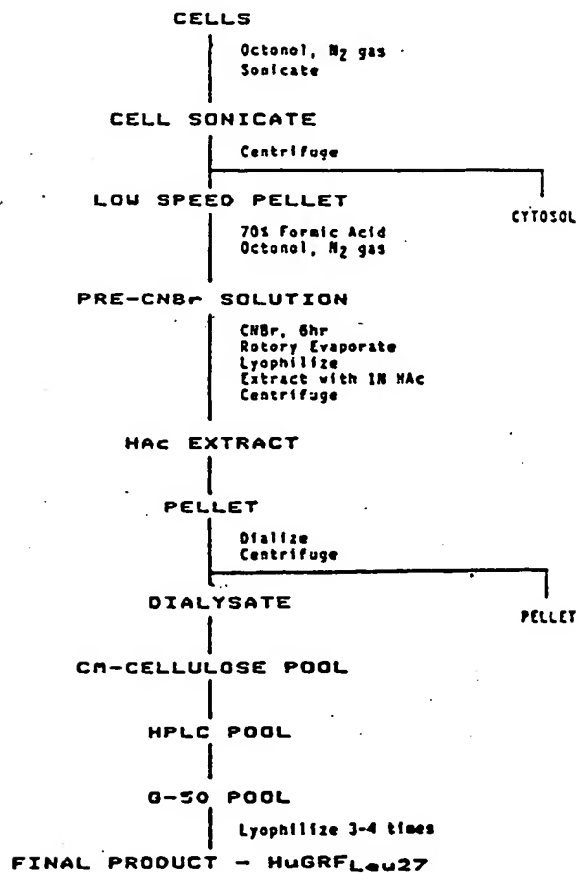 CELLS
Octonol, N2 gas
Sonicate
CELL SONICATE
Centrifuge
LOW SPEED PELLET
CYTOSOL
70% Formic Acid
Octonol, N2 gas
PRE-CNBr SOLUTION
CNBr, 6hr
Rotory Evaporate
Lyophilize
Extract with 1N HAc
Centrifuge
HAc EXTRACT
PELLET
Dialize
Centrifuge
DIALYSATE
PELLET
CM-CELLULOSE POOL
HPLC POOL
G-50 POOL
Lyophilize 3-4 times
FINAL PRODUCT - HuGRFLeu27